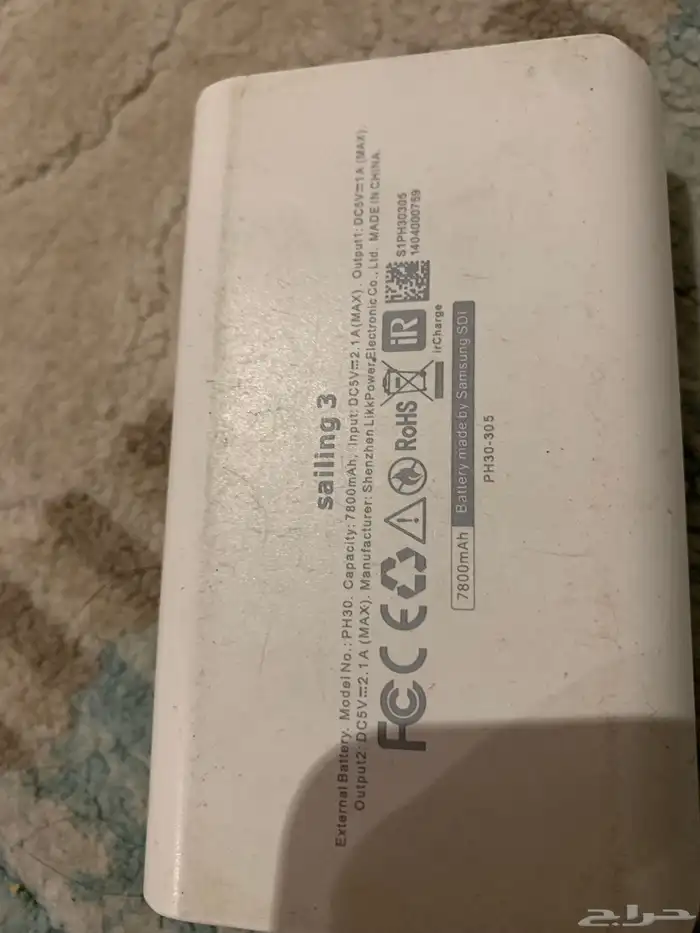 sailing 3
External Battery. Model No.: PH30. Capacity: 7800mAh. Input: DC5V⎓2.1A(MAX). Output1: DC5V⎓1A (MAX).
Output2: DC5V⎓2.1A (MAX). Manufacturer: Shenzhen LikkPower Electronic Co., Ltd. MADE IN CHINA.
FC CE RoHS iR S1PH30305
1404000759
irCharge
7800mAh Battery made by Samsung SDI
PH30-305
حراج